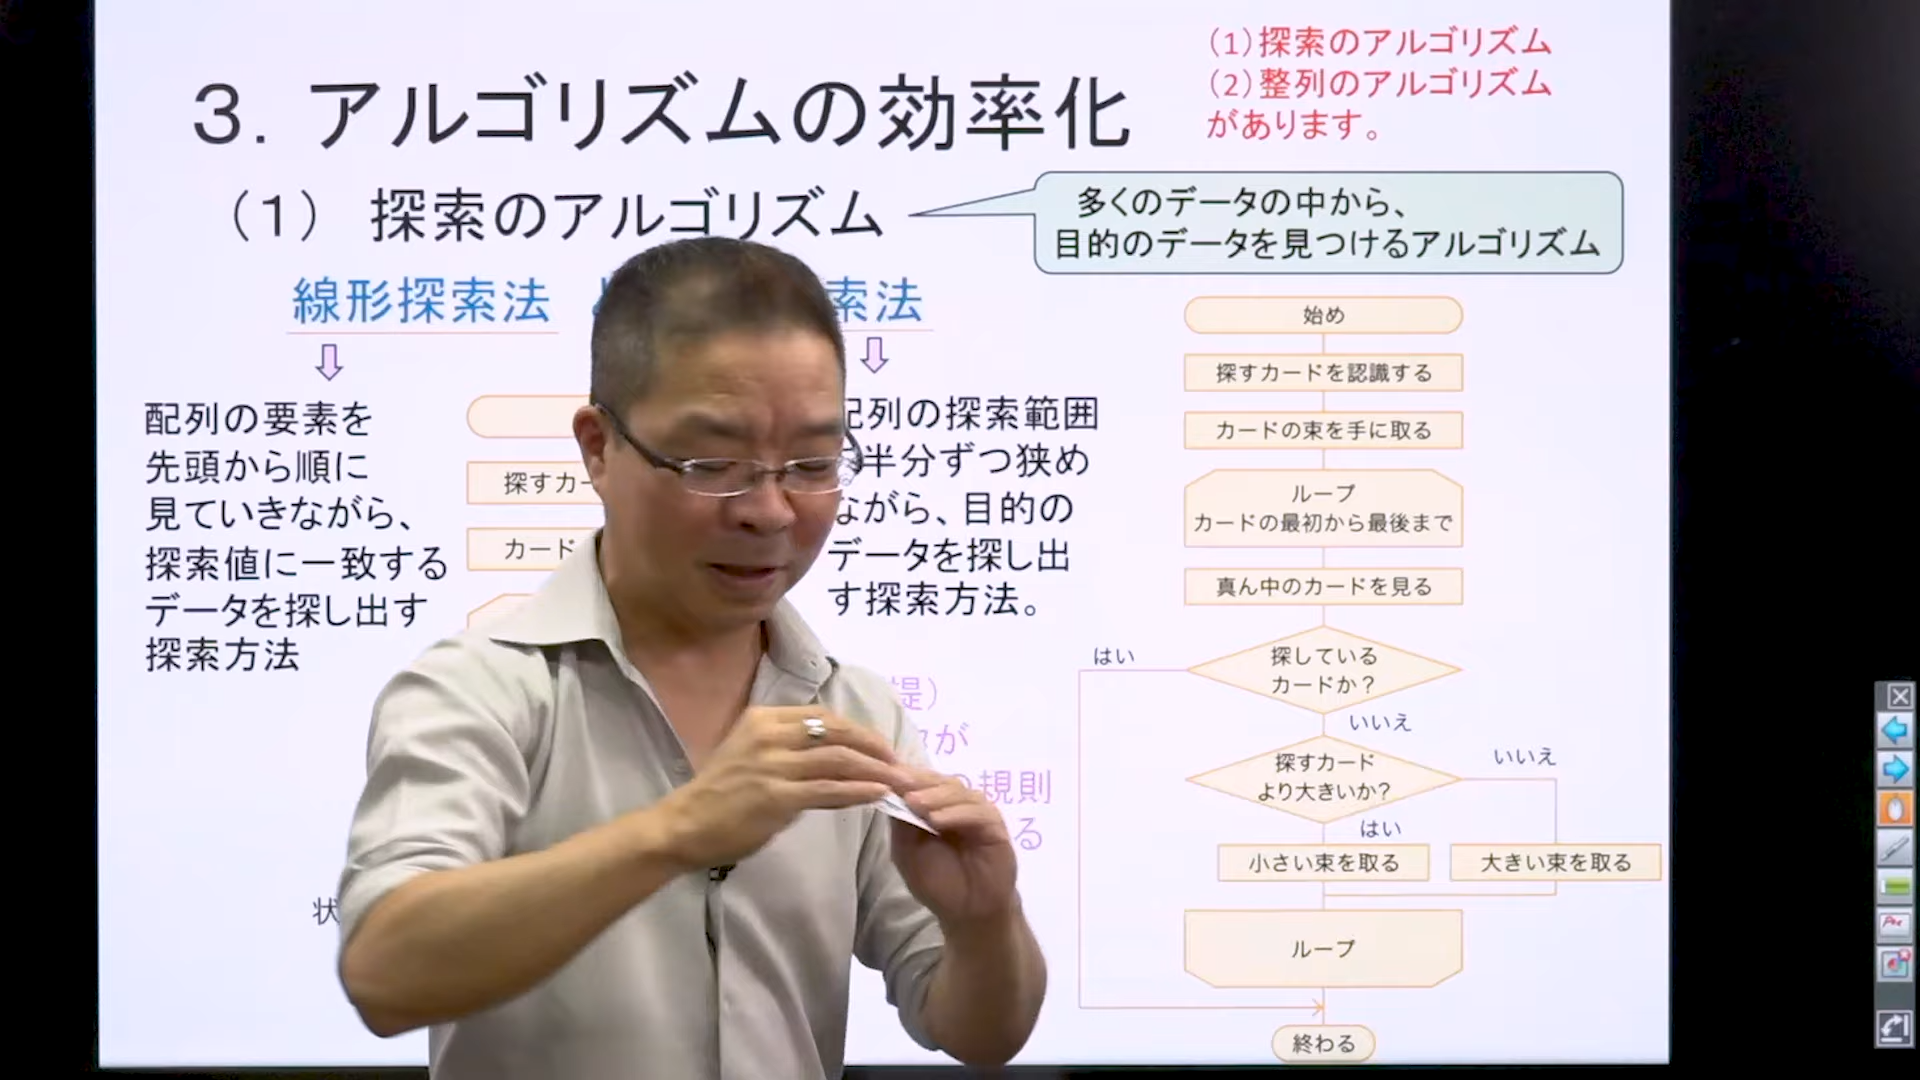 3. アルゴリズムの効率化
(1)探索のアルゴリズム
(2)整列のアルゴリズム
があります。
(1) 探索のアルゴリズム
多くのデータの中から、
目的のデータを見つけるアルゴリズム
線形探索法
索法
配列の要素を
先頭から順に
見ていきながら、
探索値に一致する
データを探し出す
探索方法
探すカー
カード
状
配列の探索範囲
半分ずつ狭め
ながら、目的の
データを探し出
す探索方法。
提)
が
の規則
る
始め
探すカードを認識する
カードの束を手に取る
ループ
カードの最初から最後まで
真ん中のカードを見る
探している
カードか?
はい
いいえ
探すカード
より大きいか?
いいえ
はい
小さい束を取る
大きい束を取る
ループ
終わる